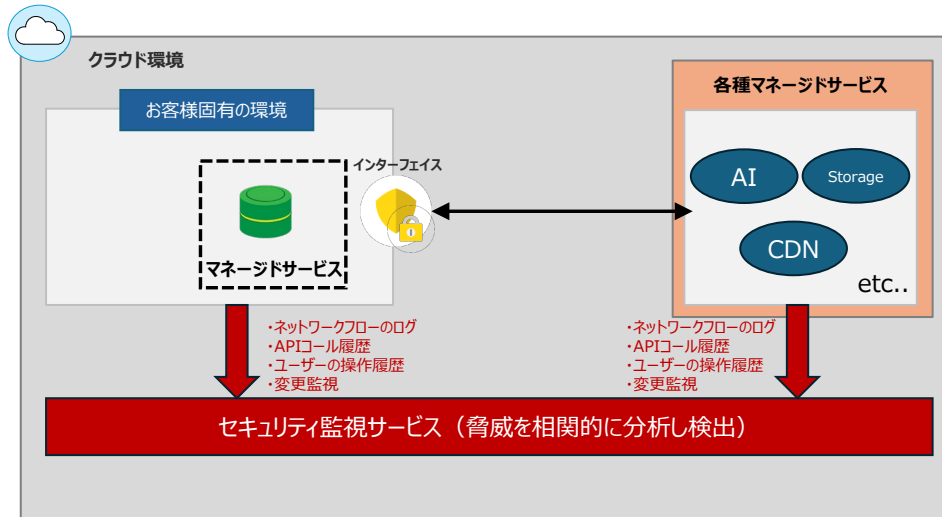 クラウド環境
お客様固有の環境
各種マネージドサービス
インターフェイス
AI
Storage
CDN
マネージドサービス
etc..
・ネットワークフローのログ
・APIコール履歴
・ユーザーの操作履歴
・変更監視
・ネットワークフローのログ
・APIコール履歴
・ユーザーの操作履歴
・変更監視
セキュリティ監視サービス（脅威を相関的に分析し検出）